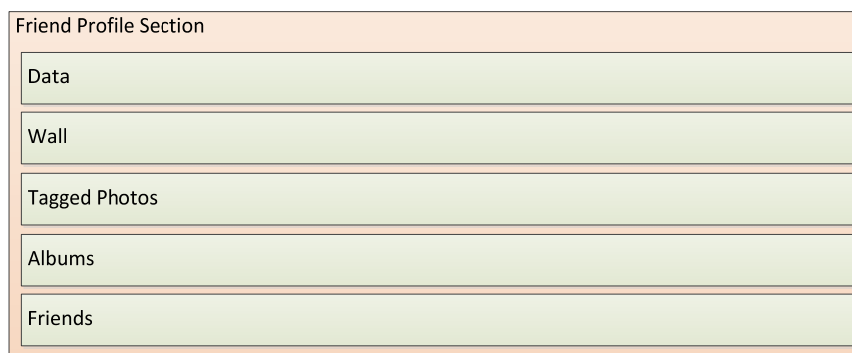 Friend Profile Section
Data
Wall
Tagged Photos
Albums
Friends